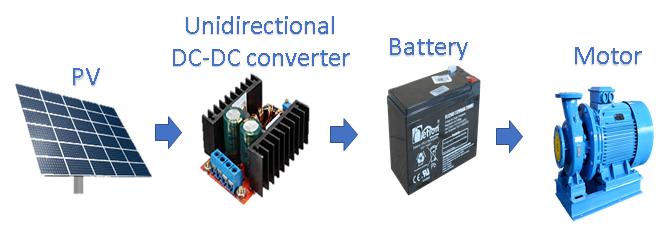 PV
Unidirectional
DC-DC converter
Battery
Motor